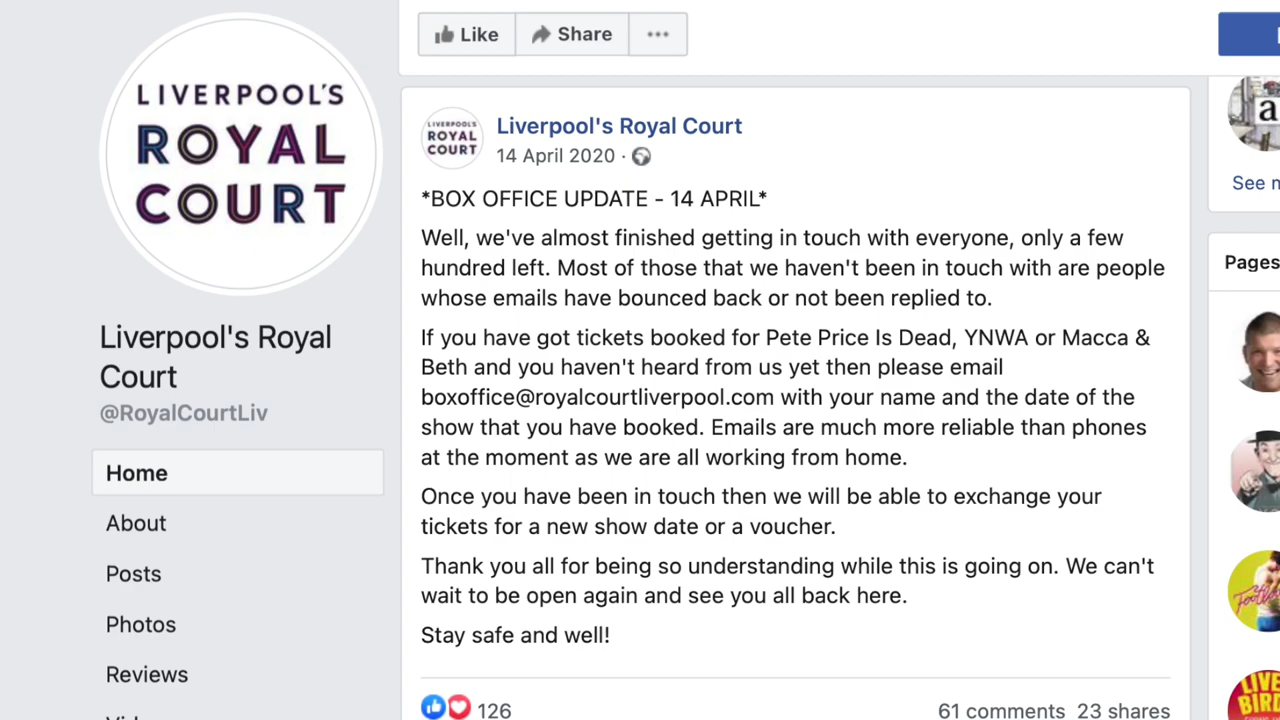 LIVERPOOL'S
ROYAL
COURT
Liverpool's Royal
Court
@RoyalCourtLiv
Home
About
Posts
Photos
Reviews
Like
Share
LIVERPOOL'S
ROYAL
COURT
Liverpool's Royal Court
14 April 2020 ·
*BOX OFFICE UPDATE - 14 APRIL*
Well, we've almost finished getting in touch with everyone, only a few
hundred left. Most of those that we haven't been in touch with are people
whose emails have bounced back or not been replied to.
If you have got tickets booked for Pete Price Is Dead, YNWA or Macca &
Beth and you haven't heard from us yet then please email
boxoffice@royalcourtliverpool.com with your name and the date of the
show that you have booked. Emails are much more reliable than phones
at the moment as we are all working from home.
Once you have been in touch then we will be able to exchange your
tickets for a new show date or a voucher.
Thank you all for being so understanding while this is going on. We can't
wait to be open again and see you all back here.
Stay safe and well!
126
61 comments 23 shares
a
See
Pages
LIVE
BIR